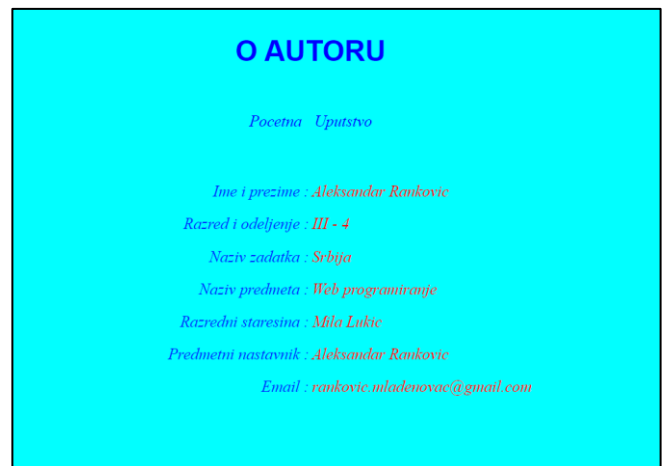 O AUTORU
Pocetna Uputstvo
Ime i prezime : Aleksandar Rankovic
Razred i odeljenje : III - 4
Naziv zadatka : Srbija
Naziv predmeta : Web programiranje
Razredni staresina : Mila Lukic
Predmetni nastavnik : Aleksandar Rankovic
Email : rankovic.mladenovac@gmail.com